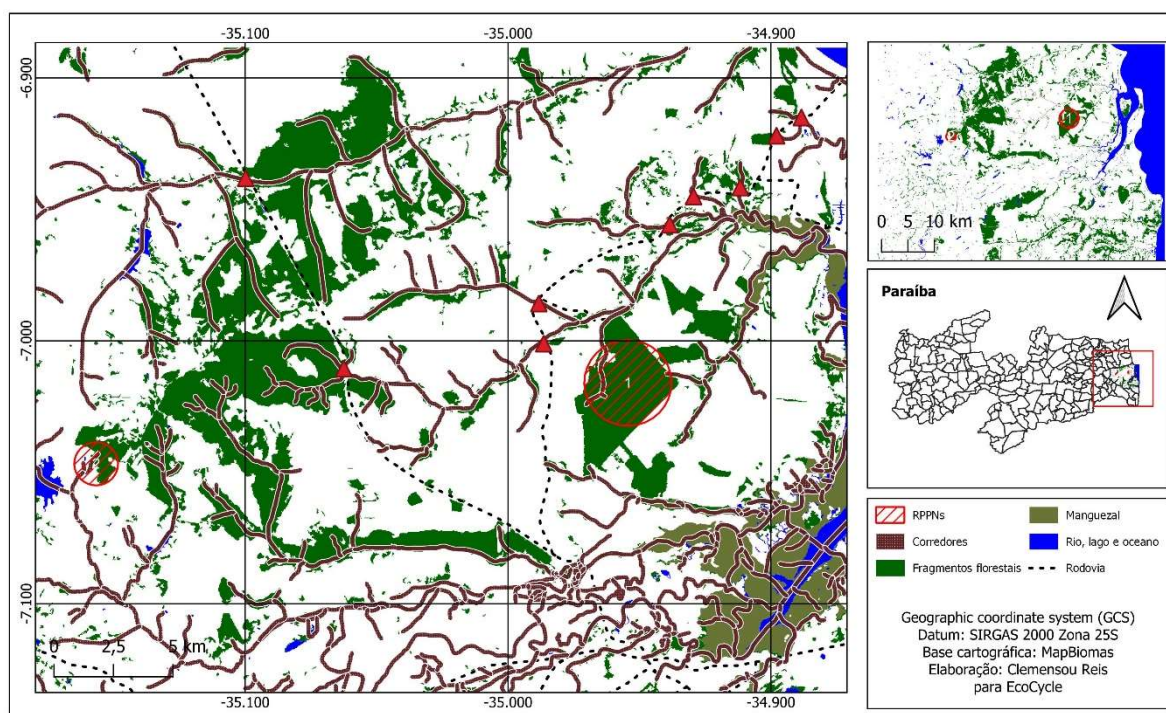 -35.100
-35.000
-34.900
-6.900
-7.000
-7.100
1
0
2,5
5 km
-35.100
-35.000
-34.900
1
0 5 10 km
Paraíba
RPPNs
Manguezal
Corredores
Rio, lago e oceano
Fragmentos florestais
Rodovia
Geographic coordinate system (GCS)
Datum: SIRGAS 2000 Zona 25S
Base cartográfica: MapBiomas
Elaboração: Clemensou Reis
para EcoCycle